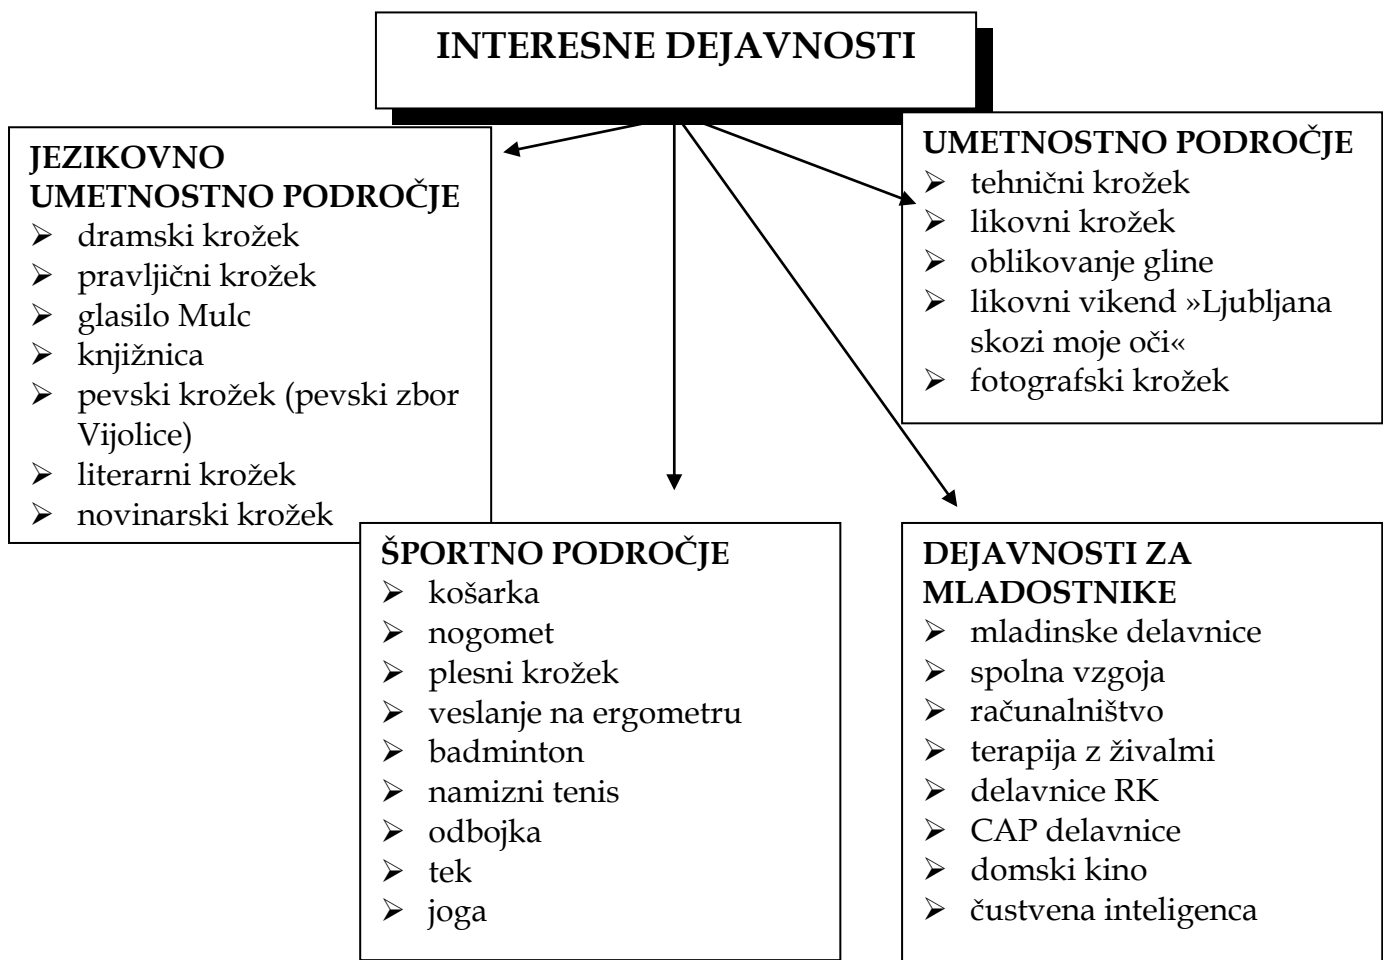 INTERESNE DEJAVNOSTI
JEZIKOVNO
UMETNOSTNO PODROČJE
➢ dramski krožek
➢ pravljični krožek
➢ glasilo Mulc
➢ knjižnica
➢ pevski krožek (pevski zbor
Vijolice)
➢ literarni krožek
➢ novinarski krožek
UMETNOSTNO PODROČJE
➢ tehnični krožek
➢ likovni krožek
➢ oblikovanje gline
➢ likovni vikend »Ljubljana
skozi moje oči«
➢ fotografski krožek
ŠPORTNO PODROČJE
➢ košarka
➢ nogomet
➢ plesni krožek
➢ veslanje na ergometru
➢ badminton
➢ namizni tenis
➢ odbojka
➢ tek
➢ joga
DEJAVNOSTI ZA
MLADOSTNIKE
➢ mladinske delavnice
➢ spolna vzgoja
➢ računalništvo
➢ terapija z živalmi
➢ delavnice RK
➢ CAP delavnice
➢ domski kino
➢ čustvena inteligenca